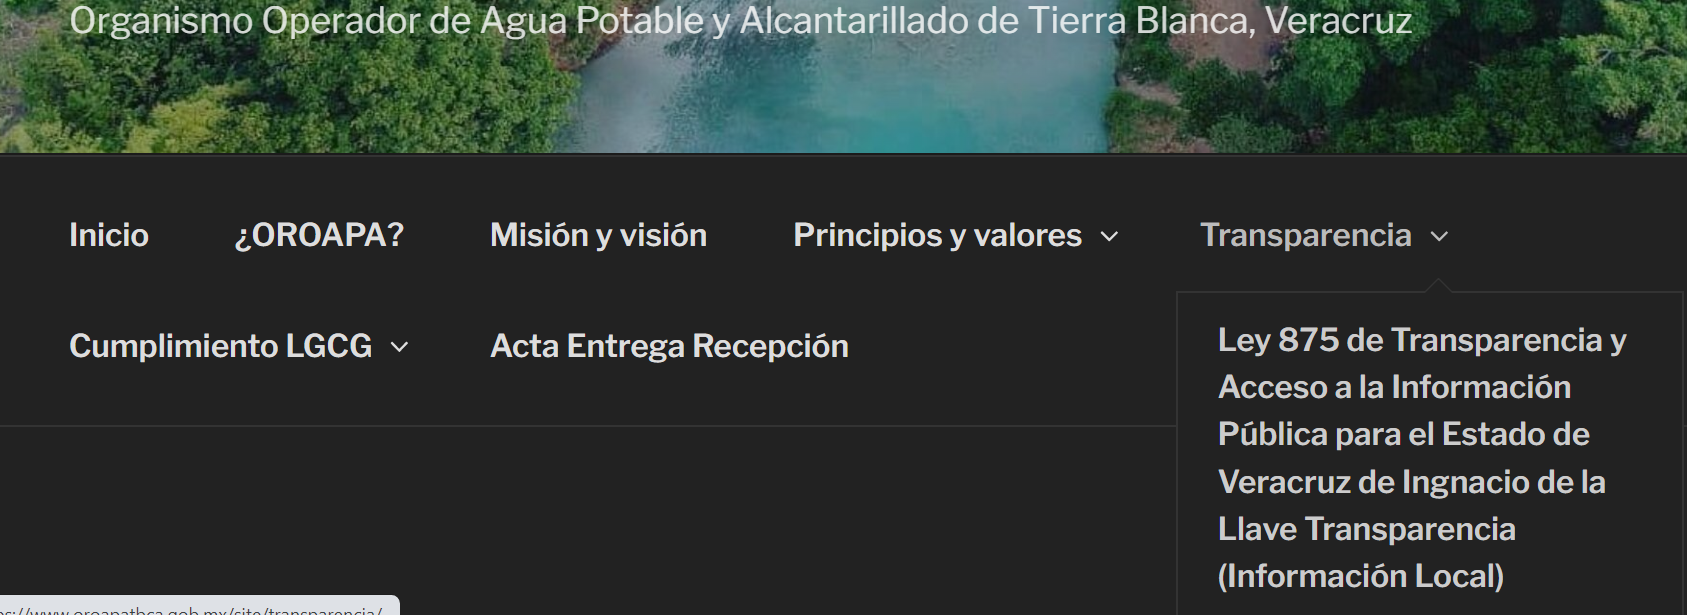 Organismo Operador de Agua Potable y Alcantarillado de Tierra Blanca, Veracruz
Inicio
¿OROAPA?
Misión y visión
Principios y valores
Transparencia
Cumplimiento LGCG
Acta Entrega Recepción
Ley 875 de Transparencia y
Acceso a la Información
Pública para el Estado de
Veracruz de Ingnacio de la
Llave Transparencia
(Información Local)